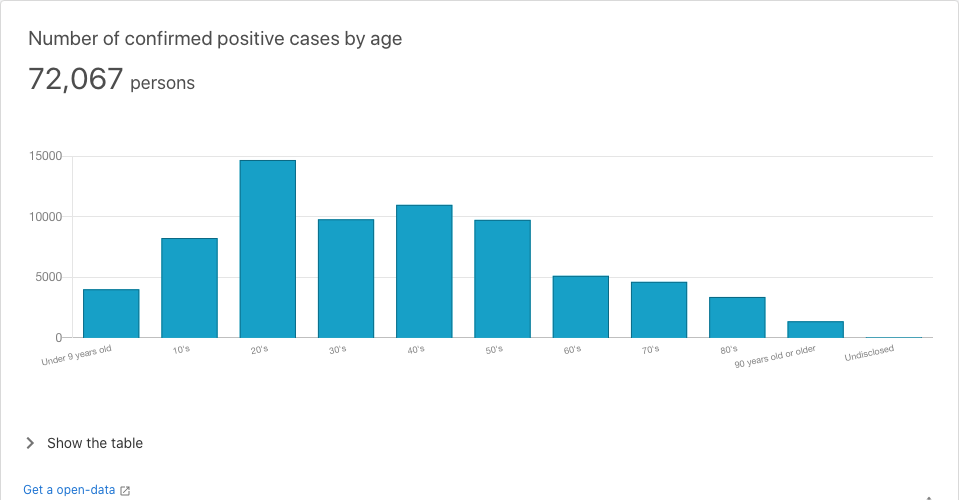 Number of confirmed positive cases by age
72,067 persons
15000
10000
5000
0
Under 9 years old
10's
20's
30's
40's
50's
60's
70's
80's
90 years old or older
Undisclosed
Show the table
Get a open-data